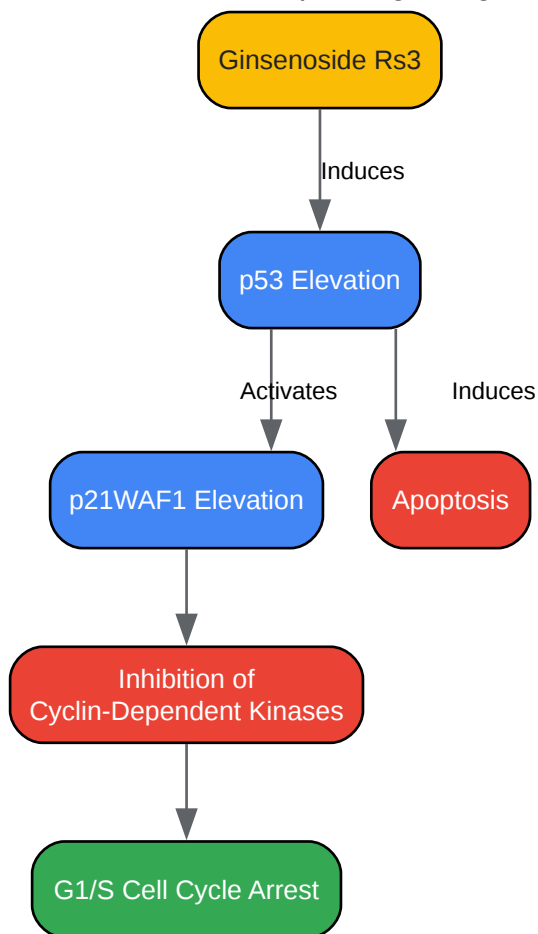 Ginsenoside Rs3
Induces
p53 Elevation
Activates
Induces
p21WAF1 Elevation
Apoptosis
Inhibition of
Cyclin-Dependent Kinases
G1/S Cell Cycle Arrest